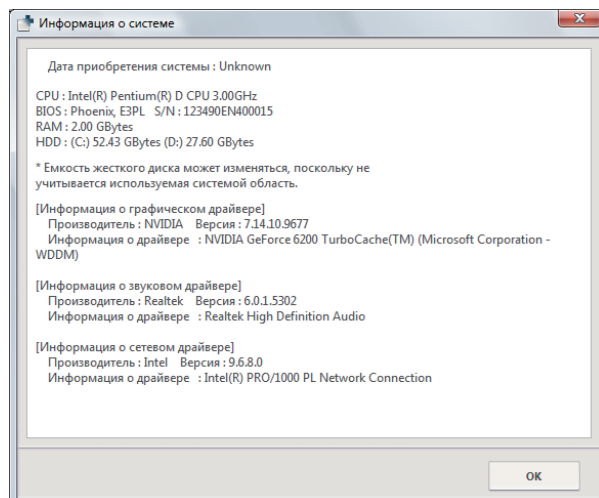 Информация о системе
Дата приобретения системы : Unknown
CPU : Intel(R) Pentium(R) D CPU 3.00GHz
BIOS : Phoenix, E3PL   S/N : 123490EN400015
RAM : 2.00 GBytes
HDD : (C:) 52.43 GBytes (D:) 27.60 GBytes
* Емкость жесткого диска может изменяться, поскольку не
учитывается используемая системой область.
[Информация о графическом драйвере]
Производитель : NVIDIA    Версия : 7.14.10.9677
Информация о драйвере   : NVIDIA GeForce 6200 TurboCache(TM) (Microsoft Corporation -
WDDM)
[Информация о звуковом драйвере]
Производитель : Realtek    Версия : 6.0.1.5302
Информация о драйвере   : Realtek High Definition Audio
[Информация о сетевом драйвере]
Производитель : Intel    Версия : 9.6.8.0
Информация о драйвере   : Intel(R) PRO/1000 PL Network Connection
OK